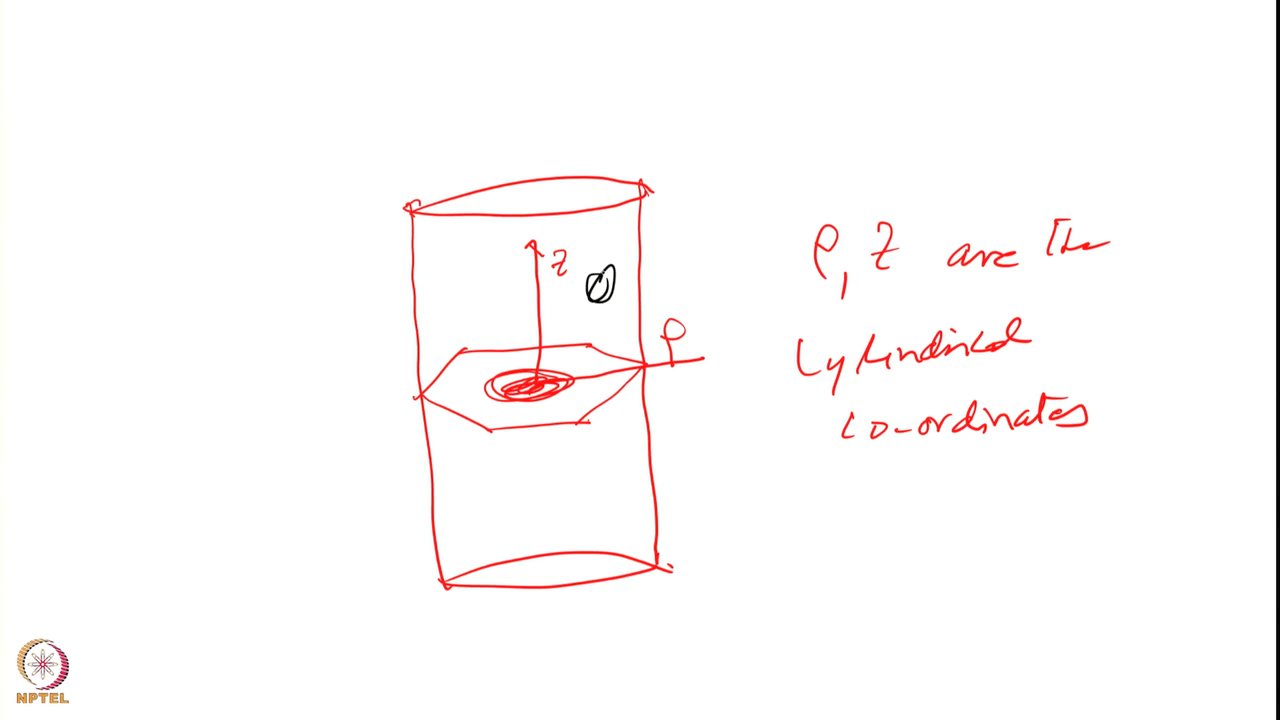 Z
ρ
ρ, Z are the
Cylindrical
co-ordinates
NPTEL